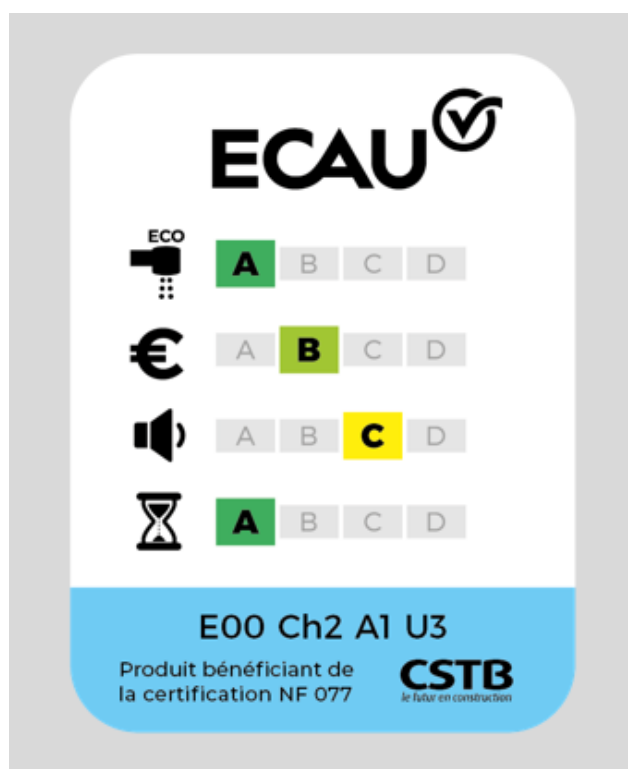 ECAU
ECO
A B C D
€ A B C D
A B C D
A B C D
E00 Ch2 A1 U3
Produit bénéficiant de
la certification NF 077
CSTB
le futur en construction